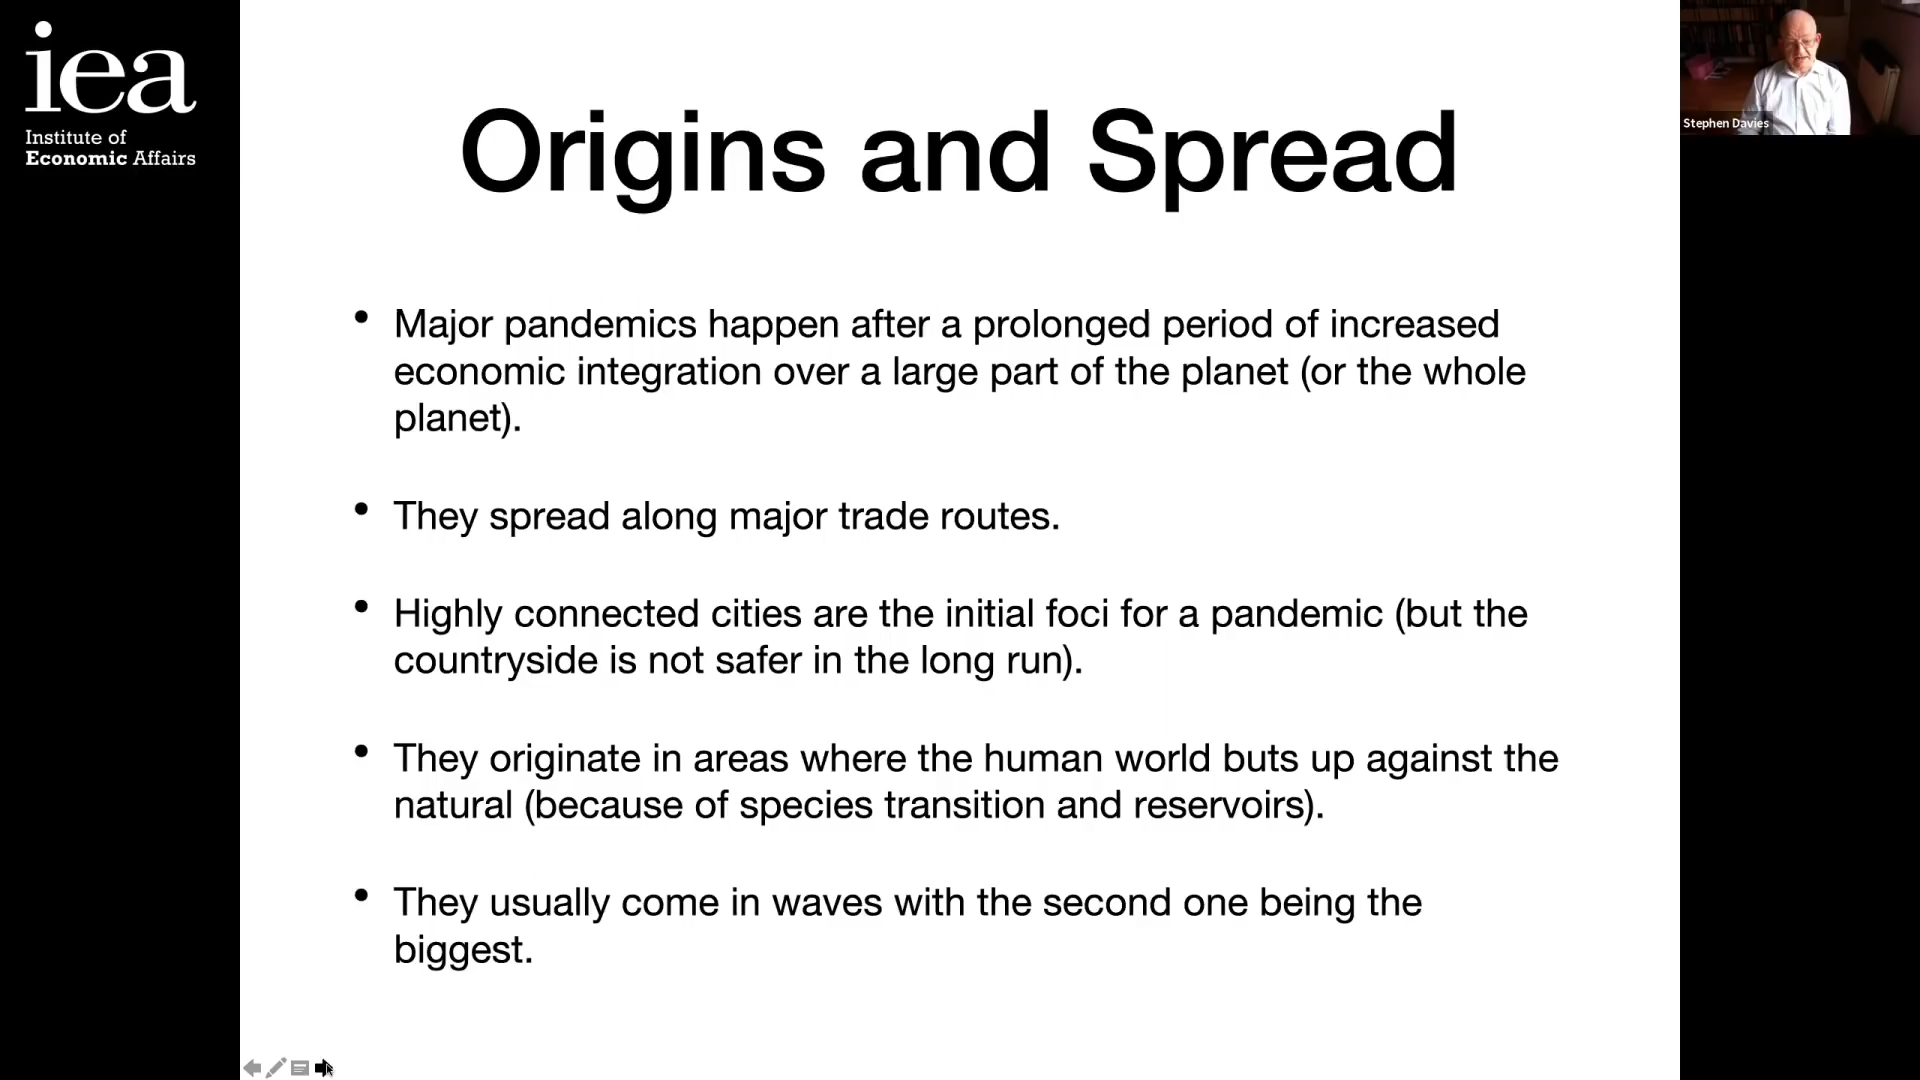 iea
Institute of
Economic Affairs
Stephen Davies
Origins and Spread
• Major pandemics happen after a prolonged period of increased
economic integration over a large part of the planet (or the whole
planet).
• They spread along major trade routes.
• Highly connected cities are the initial foci for a pandemic (but the
countryside is not safer in the long run).
• They originate in areas where the human world buts up against the
natural (because of species transition and reservoirs).
• They usually come in waves with the second one being the
biggest.